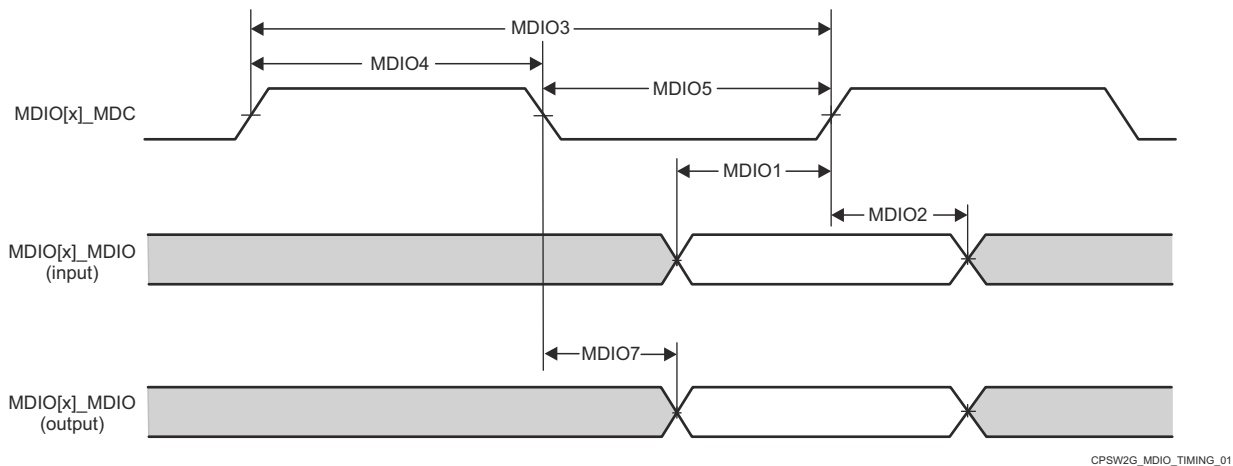 MDIO3
MDIO4
MDIO5
MDIO[x]_MDC
MDIO1
MDIO2
MDIO[x]_MDIO
(input)
MDIO7
MDIO[x]_MDIO
(output)
CPSW2G_MDIO_TIMING_01